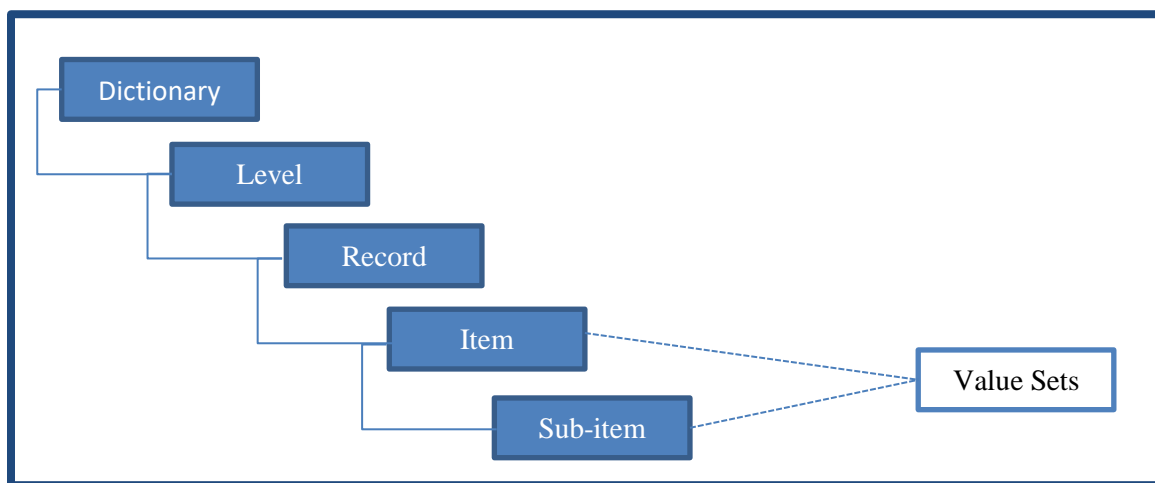 Dictionary
Level
Record
Item
Value Sets
Sub-item